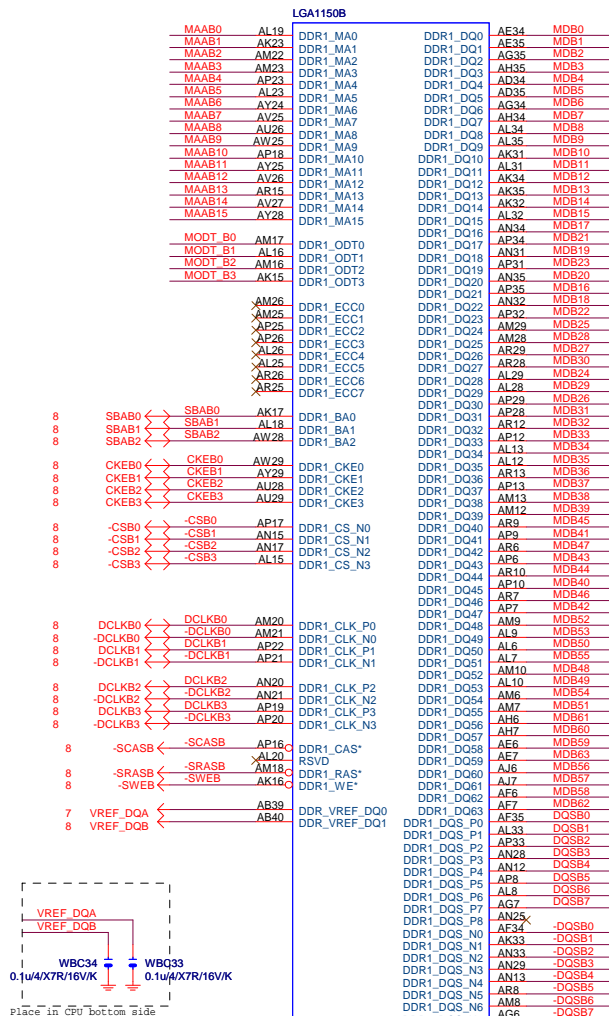 LGA1150B
MAAB0 AL19 DDR1_MA0
MAAB1 AK23 DDR1_MA1
MAAB2 AM22 DDR1_MA2
MAAB3 AM23 DDR1_MA3
MAAB4 AP23 DDR1_MA4
MAAB5 AL23 DDR1_MA5
MAAB6 AY24 DDR1_MA6
MAAB7 AV25 DDR1_MA7
MAAB8 AU26 DDR1_MA8
MAAB9 AW25 DDR1_MA9
MAAB10 AP18 DDR1_MA10
MAAB11 AY25 DDR1_MA11
MAAB12 AV26 DDR1_MA12
MAAB13 AR15 DDR1_MA13
MAAB14 AV27 DDR1_MA14
MAAB15 AY28 DDR1_MA15
MODT_B0 AM17 DDR1_ODT0
MODT_B1 AL16 DDR1_ODT1
MODT_B2 AM16 DDR1_ODT2
MODT_B3 AK15 DDR1_ODT3
AM26 DDR1_ECC0
AM25 DDR1_ECC1
AP25 DDR1_ECC2
AP26 DDR1_ECC3
AL26 DDR1_ECC4
AL25 DDR1_ECC5
AR26 DDR1_ECC6
AR25 DDR1_ECC7
8 SBAB0 SBAB0 AK17 DDR1_BA0
8 SBAB1 SBAB1 AL18 DDR1_BA1
8 SBAB2 SBAB2 AW28 DDR1_BA2
8 CKEB0 CKEB0 AW29 DDR1_CKE0
8 CKEB1 CKEB1 AY29 DDR1_CKE1
8 CKEB2 CKEB2 AU28 DDR1_CKE2
8 CKEB3 CKEB3 AU29 DDR1_CKE3
8 -CSB0 -CSB0 AP17 DDR1_CS_N0
8 -CSB1 -CSB1 AN15 DDR1_CS_N1
8 -CSB2 -CSB2 AN17 DDR1_CS_N2
8 -CSB3 -CSB3 AL15 DDR1_CS_N3
8 DCLKB0 DCLKB0 AM20 DDR1_CLK_P0
8 -DCLKB0 -DCLKB0 AM21 DDR1_CLK_N0
8 DCLKB1 DCLKB1 AP22 DDR1_CLK_P1
8 -DCLKB1 -DCLKB1 AP21 DDR1_CLK_N1
8 DCLKB2 DCLKB2 AN20 DDR1_CLK_P2
8 -DCLKB2 -DCLKB2 AN21 DDR1_CLK_N2
8 DCLKB3 DCLKB3 AP19 DDR1_CLK_P3
8 -DCLKB3 -DCLKB3 AP20 DDR1_CLK_N3
8 -SCASB -SCASB AP16 DDR1_CAS*
AL20 RSVD
8 -SRASB -SRASB AM18 DDR1_RAS*
8 -SWEB -SWEB AK16 DDR1_WE*
7 VREF_DQA AB39 DDR_VREF_DQ0
8 VREF_DQB AB40 DDR_VREF_DQ1
DDR1_DQ0 AE34 MDB0
DDR1_DQ1 AE35 MDB1
DDR1_DQ2 AG35 MDB2
DDR1_DQ3 AH35 MDB3
DDR1_DQ4 AD34 MDB4
DDR1_DQ5 AD35 MDB5
DDR1_DQ6 AG34 MDB6
DDR1_DQ7 AH34 MDB7
DDR1_DQ8 AL34 MDB8
DDR1_DQ9 AL35 MDB9
DDR1_DQ10 AK31 MDB10
DDR1_DQ11 AL31 MDB11
DDR1_DQ12 AK34 MDB12
DDR1_DQ13 AK35 MDB13
DDR1_DQ14 AK32 MDB14
DDR1_DQ15 AL32 MDB15
DDR1_DQ16 AN34 MDB17
DDR1_DQ17 AP34 MDB21
DDR1_DQ18 AN31 MDB19
DDR1_DQ19 AP31 MDB23
DDR1_DQ20 AN35 MDB20
DDR1_DQ21 AP35 MDB16
DDR1_DQ22 AN32 MDB18
DDR1_DQ23 AP32 MDB22
DDR1_DQ24 AM29 MDB25
DDR1_DQ25 AM28 MDB28
DDR1_DQ26 AR29 MDB27
DDR1_DQ27 AR28 MDB30
DDR1_DQ28 AL29 MDB24
DDR1_DQ29 AL28 MDB29
DDR1_DQ30 AP29 MDB26
DDR1_DQ31 AP28 MDB31
DDR1_DQ32 AR12 MDB32
DDR1_DQ33 AP12 MDB33
DDR1_DQ34 AL13 MDB34
DDR1_DQ35 AL12 MDB35
DDR1_DQ36 AR13 MDB36
DDR1_DQ37 AP13 MDB37
DDR1_DQ38 AM13 MDB38
DDR1_DQ39 AM12 MDB39
DDR1_DQ40 AR9 MDB45
DDR1_DQ41 AP9 MDB41
DDR1_DQ42 AR6 MDB47
DDR1_DQ43 AP6 MDB43
DDR1_DQ44 AR10 MDB44
DDR1_DQ45 AP10 MDB40
DDR1_DQ46 AR7 MDB46
DDR1_DQ47 AP7 MDB42
DDR1_DQ48 AM9 MDB52
DDR1_DQ49 AL9 MDB53
DDR1_DQ50 AL6 MDB50
DDR1_DQ51 AL7 MDB55
DDR1_DQ52 AM10 MDB48
DDR1_DQ53 AL10 MDB49
DDR1_DQ54 AM6 MDB54
DDR1_DQ55 AM7 MDB51
DDR1_DQ56 AH6 MDB61
DDR1_DQ57 AH7 MDB60
DDR1_DQ58 AE6 MDB59
DDR1_DQ59 AE7 MDB63
DDR1_DQ60 AJ6 MDB56
DDR1_DQ61 AJ7 MDB57
DDR1_DQ62 AF6 MDB58
DDR1_DQ63 AF7 MDB62
DDR1_DQS_P0 AF35 DQSB0
DDR1_DQS_P1 AL33 DQSB1
DDR1_DQS_P2 AP33 DQSB2
DDR1_DQS_P3 AN28 DQSB3
DDR1_DQS_P4 AN12 DQSB4
DDR1_DQS_P5 AP8 DQSB5
DDR1_DQS_P6 AL8 DQSB6
DDR1_DQS_P7 AG7 DQSB7
DDR1_DQS_P8 AN25
DDR1_DQS_N0 AF34 -DQSB0
DDR1_DQS_N1 AK33 -DQSB1
DDR1_DQS_N2 AN33 -DQSB2
DDR1_DQS_N3 AN29 -DQSB3
DDR1_DQS_N4 AN13 -DQSB4
DDR1_DQS_N5 AR8 -DQSB5
DDR1_DQS_N6 AM8 -DQSB6
AG6 -DQSB7
VREF_DQA
VREF_DQB
WBC34 WBC33
0.1u/4/X7R/16V/K 0.1u/4/X7R/16V/K
Place in CPU bottom side